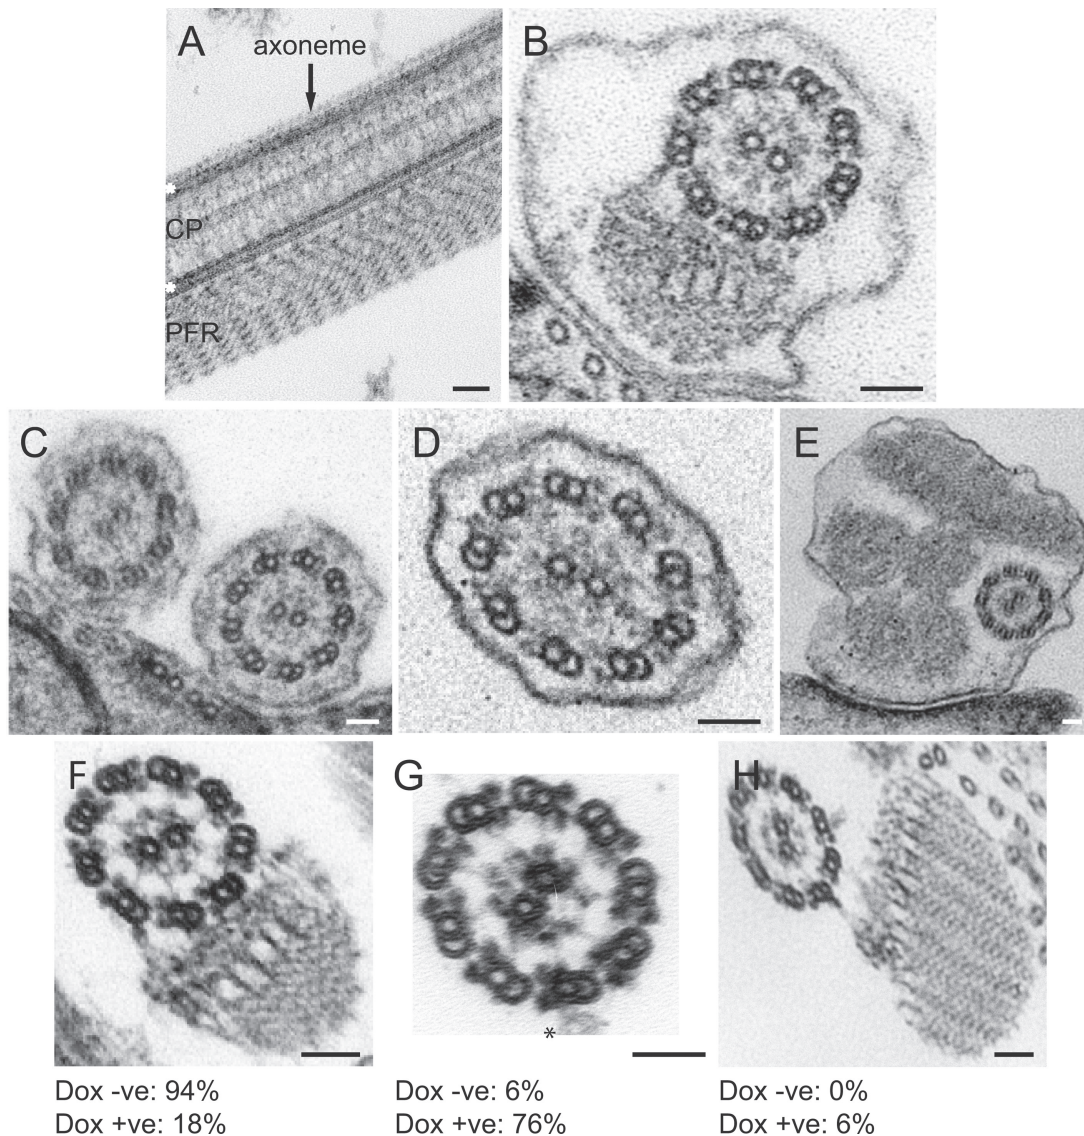 A
axoneme
CP
PFR
B
C
D
E
F
G
H
*
Dox -ve: 94%
Dox +ve: 18%
Dox -ve: 6%
Dox +ve: 76%
Dox -ve: 0%
Dox +ve: 6%